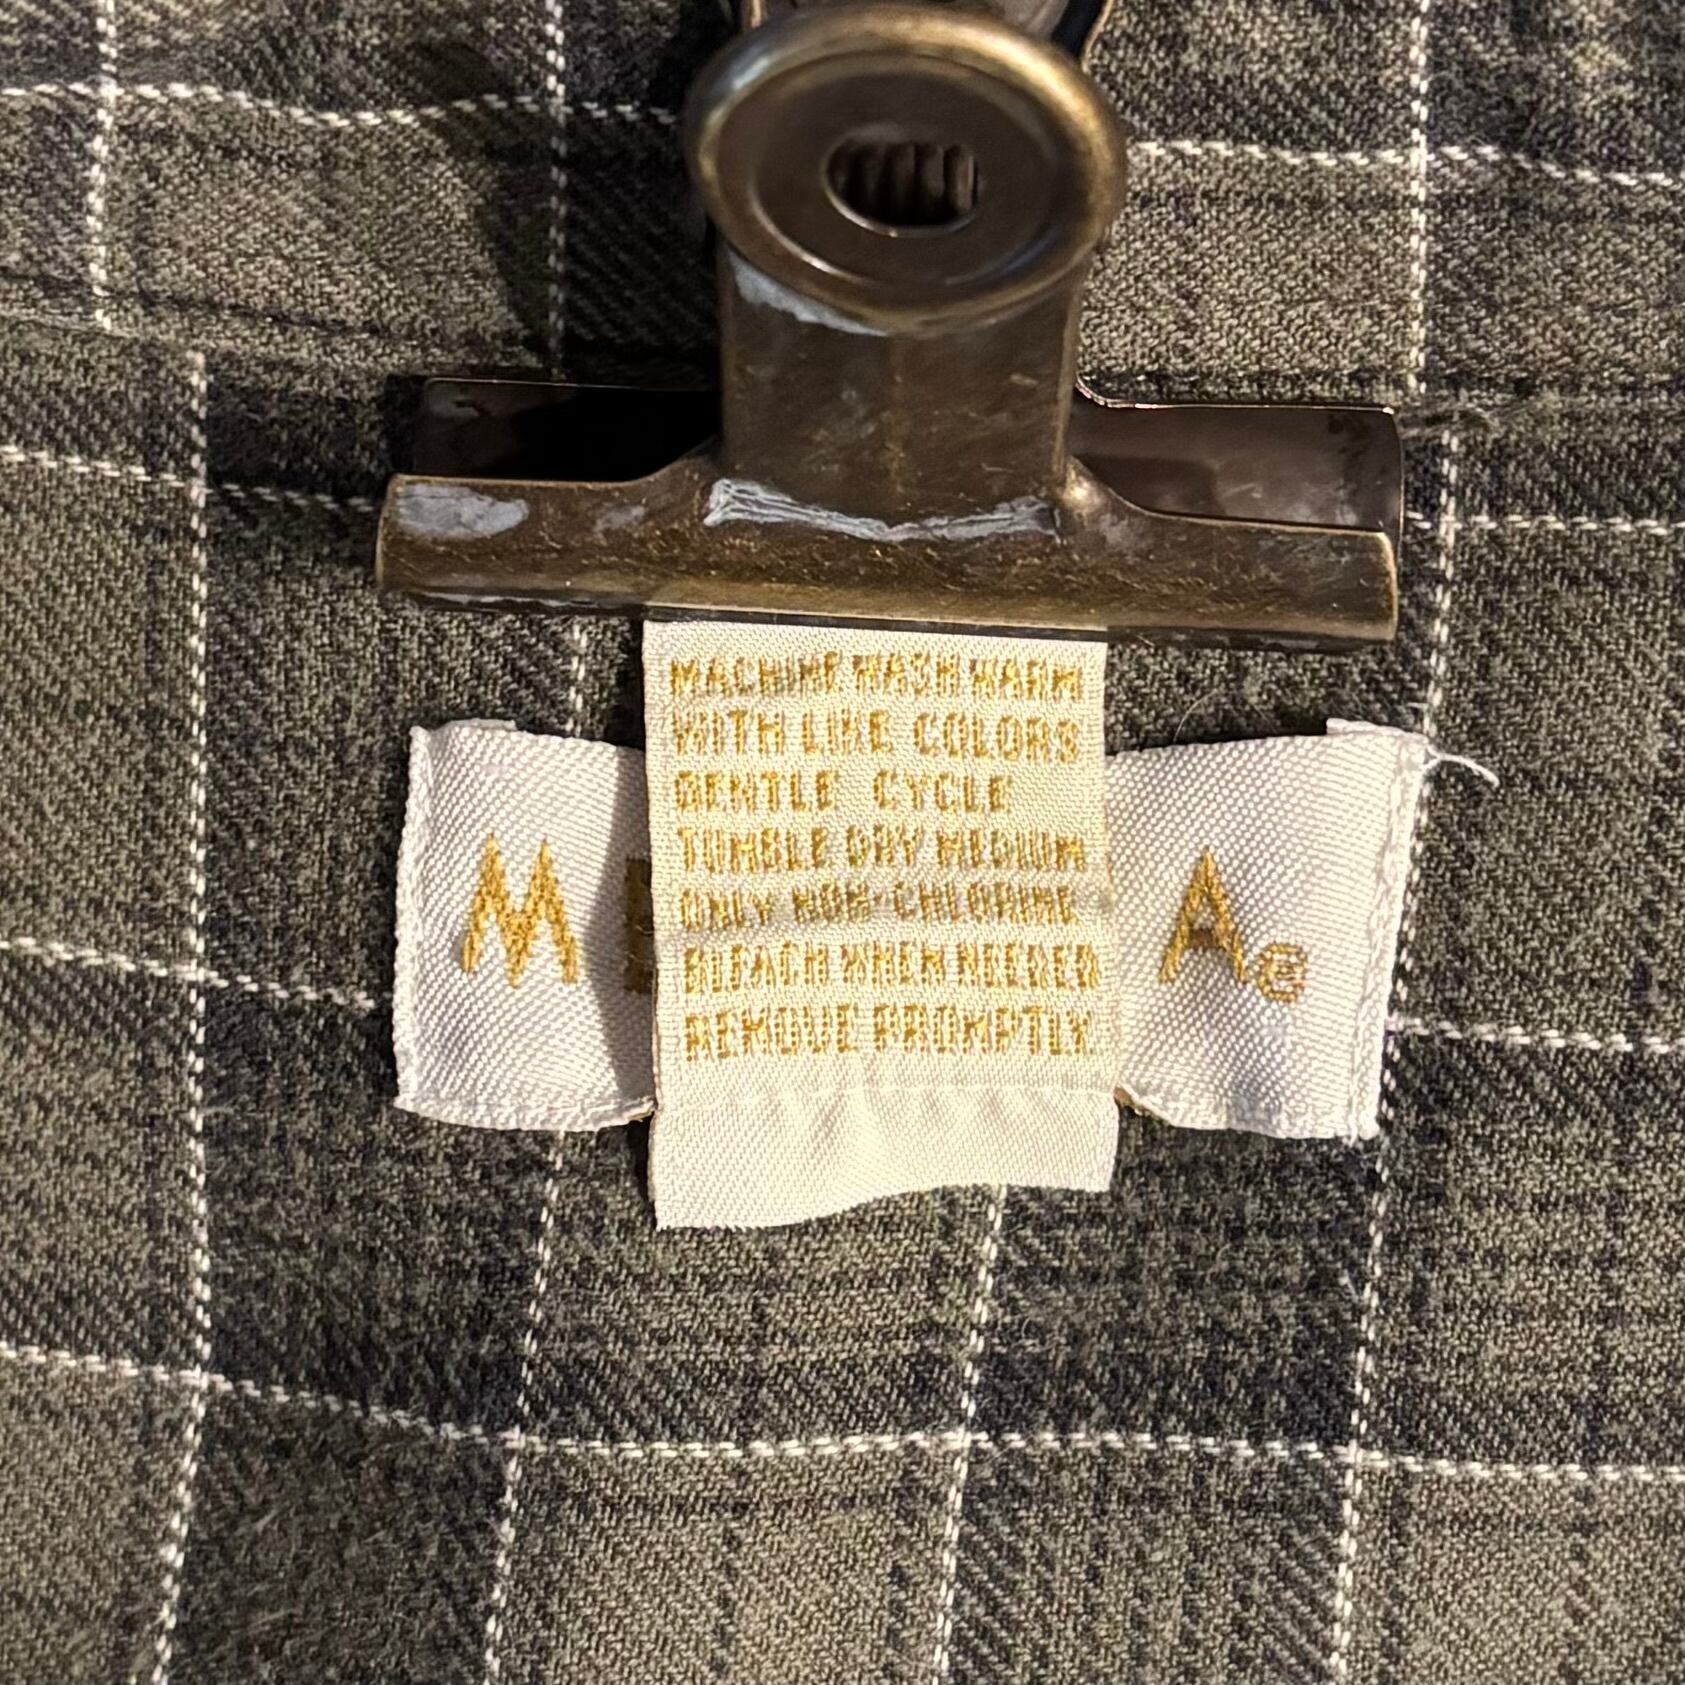 MACHINE WASH WARM
WITH LIKE COLORS
GENTLE CYCLE
TUMBLE DRY MEDIUM
ONLY NON-CHLORINE
BLEACH WHEN NEEDED
REMOVE PROMPTLY.
M A®